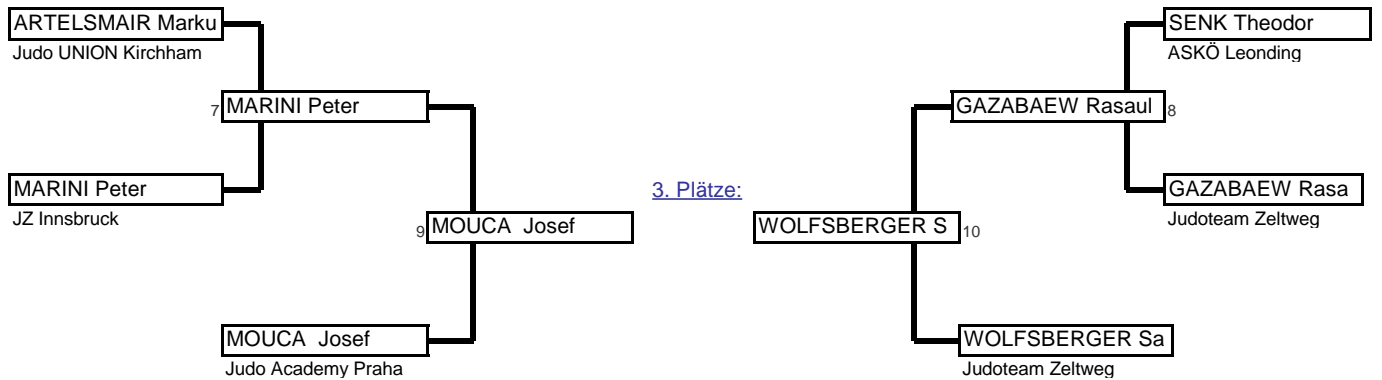 ARTELSMAIR Marku
Judo UNION Kirchham
SENK Theodor
ASKÖ Leonding
7 MARINI Peter
GAZABAEW Rasaul 8
MARINI Peter
JZ Innsbruck
3. Plätze:
GAZABAEW Rasa
Judoteam Zeltweg
9 MOUCA Josef
WOLFSBERGER S 10
MOUCA Josef
Judo Academy Praha
WOLFSBERGER Sa
Judoteam Zeltweg